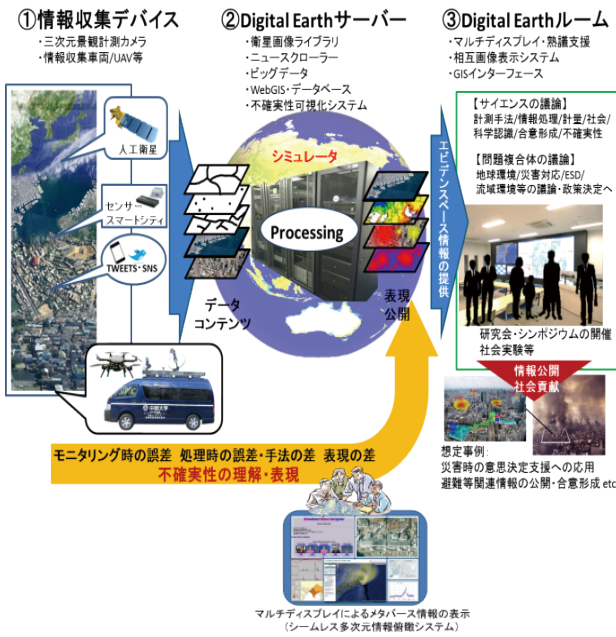 ①情報収集デバイス
・三次元景観計測カメラ
・情報収集車両/UAV等
人工衛星
センサー
スマートシティ
TWEETS・SNS
中部大学
②Digital Earthサーバー
・衛星画像ライブラリ
・ニュースクローラー
・ビッグデータ
・WebGIS・データベース
・不確実性可視化システム
シミュレータ
Processing
データ
コンテンツ
表現
公開
エビデンスベース情報の提供
③Digital Earthルーム
・マルチディスプレイ・熟議支援
・相互画像表示システム
・GISインターフェース
【サイエンスの議論】
計測手法/情報処理/計量/社会/
科学認識/合意形成/不確実性
【問題複合体の議論】
地球環境/災害対応/ESD/
流域環境等の議論・政策決定へ
研究会・シンポジウムの開催
社会実験等
情報公開
社会貢献
想定事例:
災害時の意思決定支援への応用
避難等関連情報の公開・合意形成 etc
モニタリング時の誤差 処理時の誤差・手法の差 表現の差
不確実性の理解・表現
マルチディスプレイによるメタバース情報の表示
（シームレス多次元情報俯瞰システム）